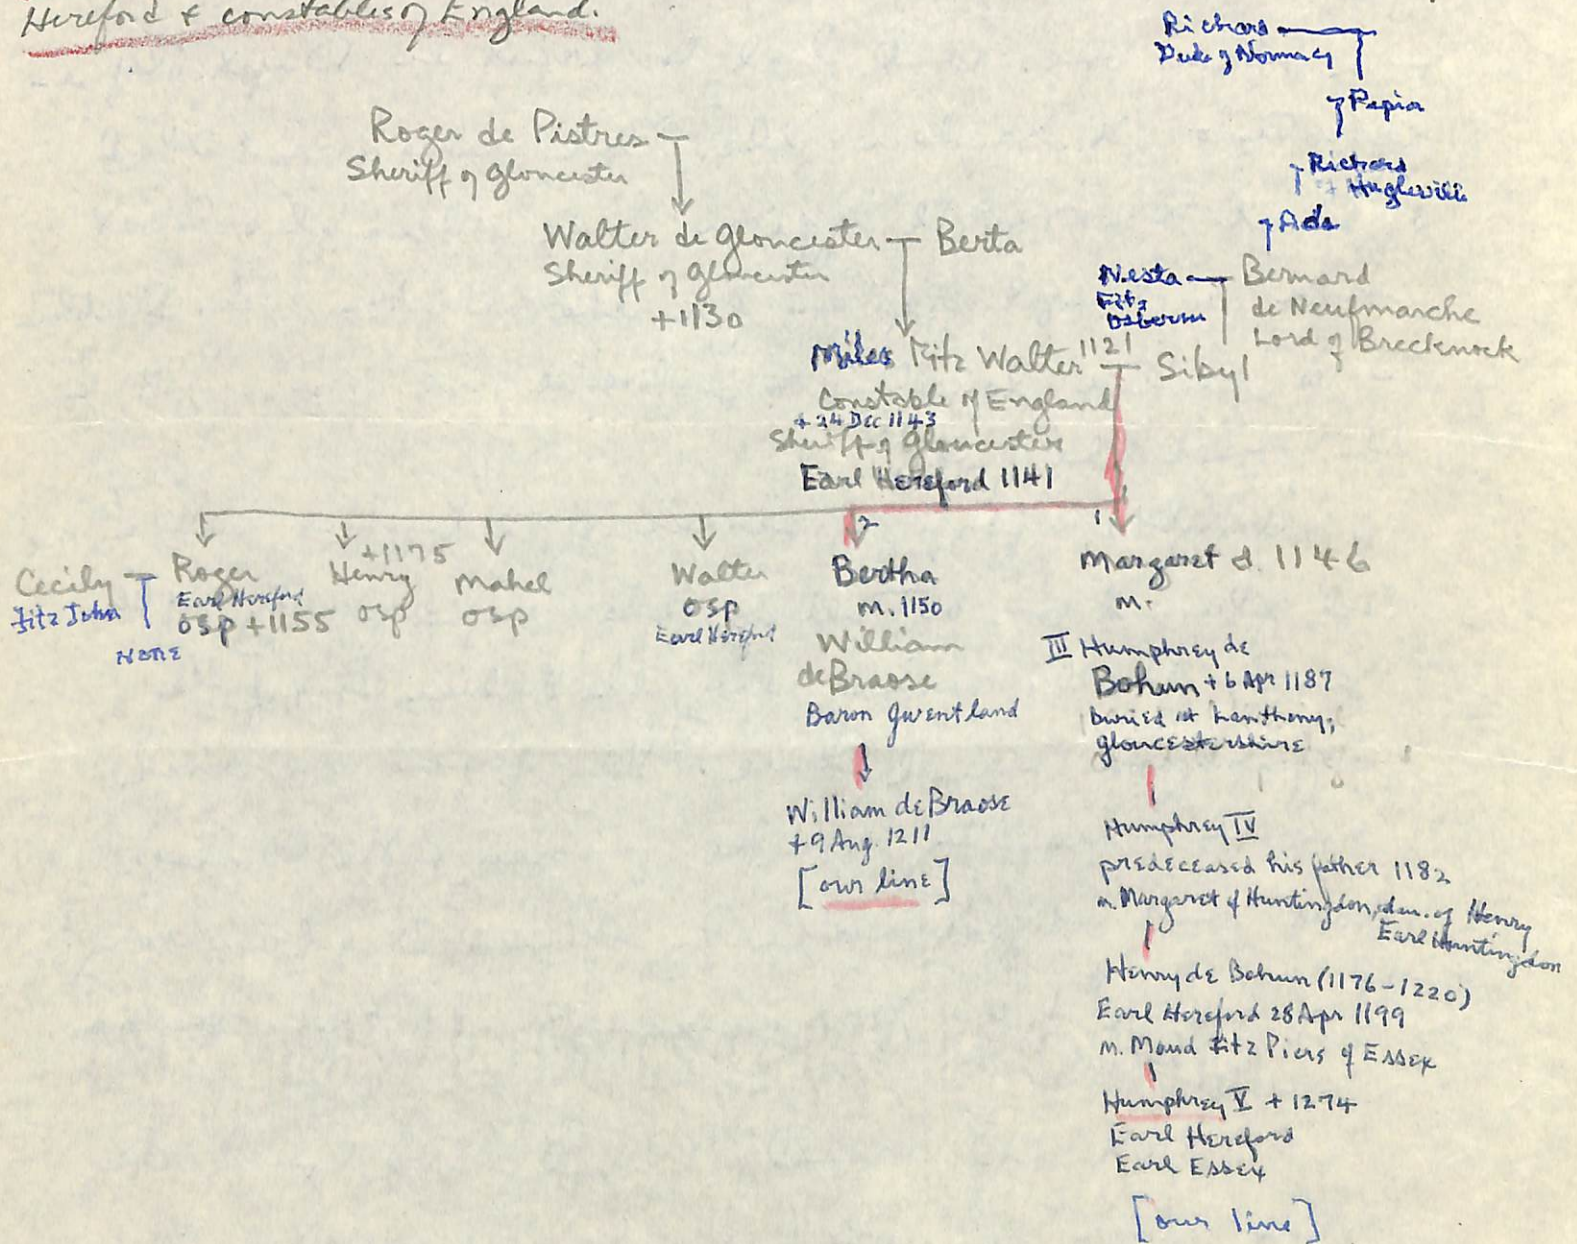 Hereford & constables of England.
Richard
Duke of Normacy
Papia
Richard
Hugleville
Ada
Roger de Pistres
Sheriff of Gloucester
Walter de Gloucester
Berta
Sheriff of Gloucester
+1130
Nesta
Fitz
Osbern
Bernard
de Neufmarche
Lord of Brecknock
Miles Fitz Walter
1121
Sibyl
Constable of England
+ 24 Dec 1143
Sheriff of Gloucester
Earl Hereford 1141
2
1
Cecily
Fitz John
NONE
Roger
Earl Hereford
osp +1155
+1175
Henry
osp
Mahel
osp
Walter
osp
Earl Hereford
Bertha
m. 1150
William
de Braose
Baron Gwentland
William de Braose
+9 Aug. 1211
[our line]
Margaret d. 1146
m.
III Humphrey de
Bohun + 6 Apr 1187
buried at Lanthony,
Gloucestershire
Humphrey IV
predeceased his father 1182
m. Margaret of Huntingdon, dau. of Henry
Earl Huntingdon
Henry de Bohun (1176-1220)
Earl Hereford 28 Apr 1199
m. Maud Fitz Piers of Essex
Humphrey V + 1274
Earl Hereford
Earl Essex
[our line]